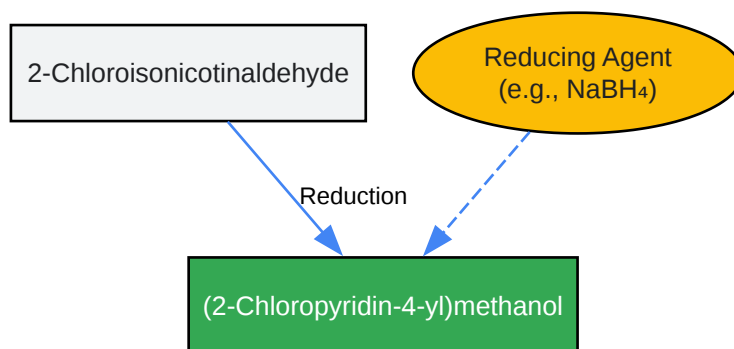 2-Chloroisonicotinaldehyde
Reducing Agent
(e.g., NaBH₄)
Reduction
(2-Chloropyridin-4-yl)methanol